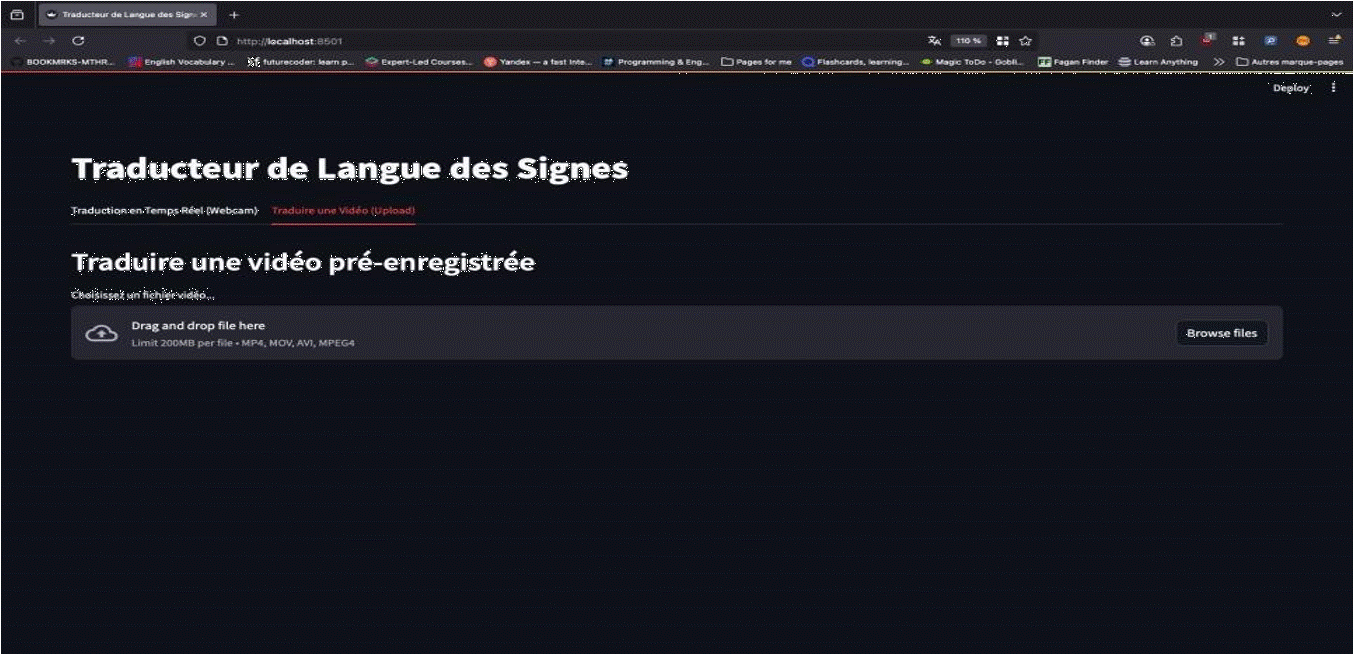 Traducteur de Langue des Sign
http://localhost:8501
110 %
BOOKMRKS-MTHR...
English Vocabulary ...
futurecoder: learn p...
Expert-Led Courses...
Yandex — a fast Inte...
Programming & Eng...
Pages for me
Flashcards, learning...
Magic ToDo - Gobli...
FF Fagan Finder
Learn Anything
Autres marque-pages
Deploy
Traducteur de Langue des Signes
Traduction en Temps Réel (Webcam) Traduire une Vidéo (Upload)
Traduire une vidéo pré-enregistrée
Choisissez un fichier vidéo...
Drag and drop file here
Limit 200MB per file • MP4, MOV, AVI, MPEG4
Browse files